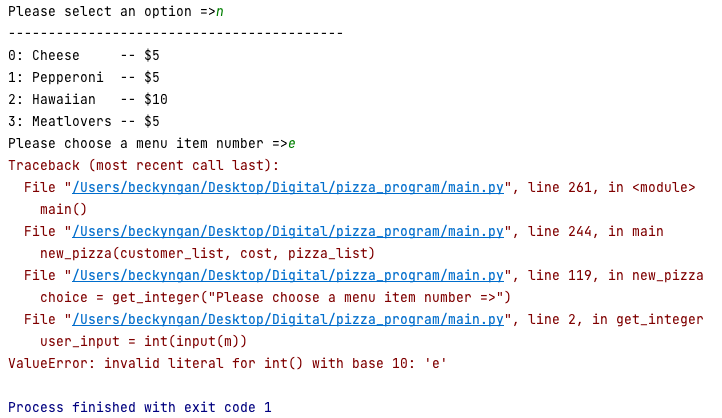 Please select an option =>n
------------------------------------------
0: Cheese     -- $5
1: Pepperoni  -- $5
2: Hawaiian   -- $10
3: Meatlovers -- $5
Please choose a menu item number =>e
Traceback (most recent call last):
  File "/Users/beckyngan/Desktop/Digital/pizza_program/main.py", line 261, in <module>
    main()
  File "/Users/beckyngan/Desktop/Digital/pizza_program/main.py", line 244, in main
    new_pizza(customer_list, cost, pizza_list)
  File "/Users/beckyngan/Desktop/Digital/pizza_program/main.py", line 119, in new_pizza
    choice = get_integer("Please choose a menu item number =>")
  File "/Users/beckyngan/Desktop/Digital/pizza_program/main.py", line 2, in get_integer
    user_input = int(input(m))
ValueError: invalid literal for int() with base 10: 'e'

Process finished with exit code 1